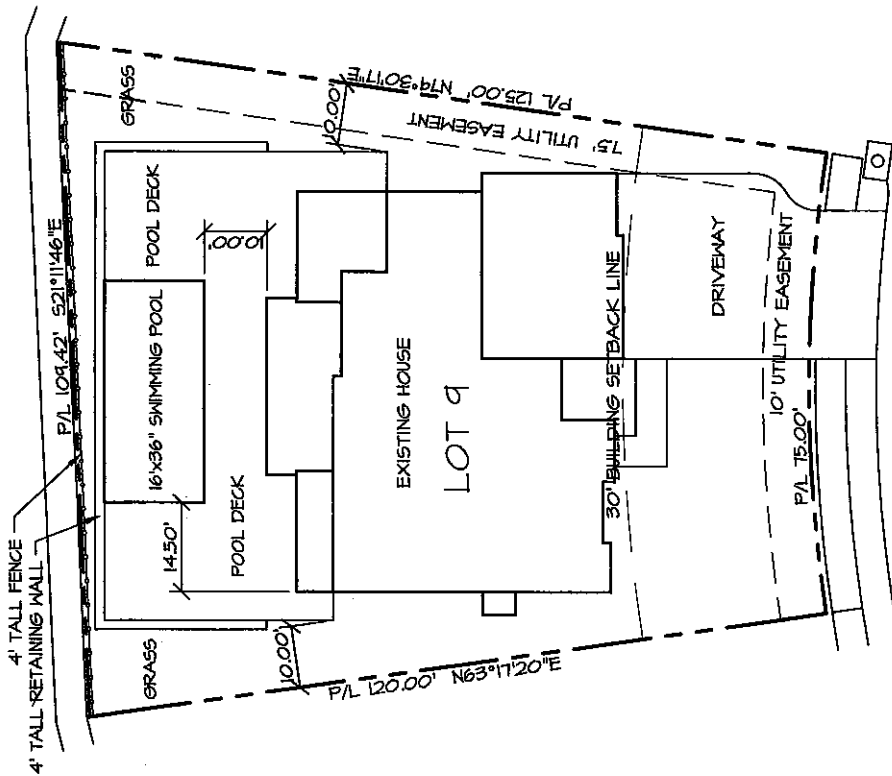 4' TALL FENCE
4' TALL RETAINING WALL
P/L 109.42' S21°11'46"E
GRASS
POOL DECK
16'x36" SWIMMING POOL
10.00'
14.50'
POOL DECK
GRASS
10.00'
10.00'
P/L 125.00' N74°30'17"E
7.5' UTILITY EASEMENT
EXISTING HOUSE
LOT 9
30' BUILDING SETBACK LINE
DRIVEWAY
10' UTILITY EASEMENT
P/L 75.00'
P/L 120.00' N63°17'20"E